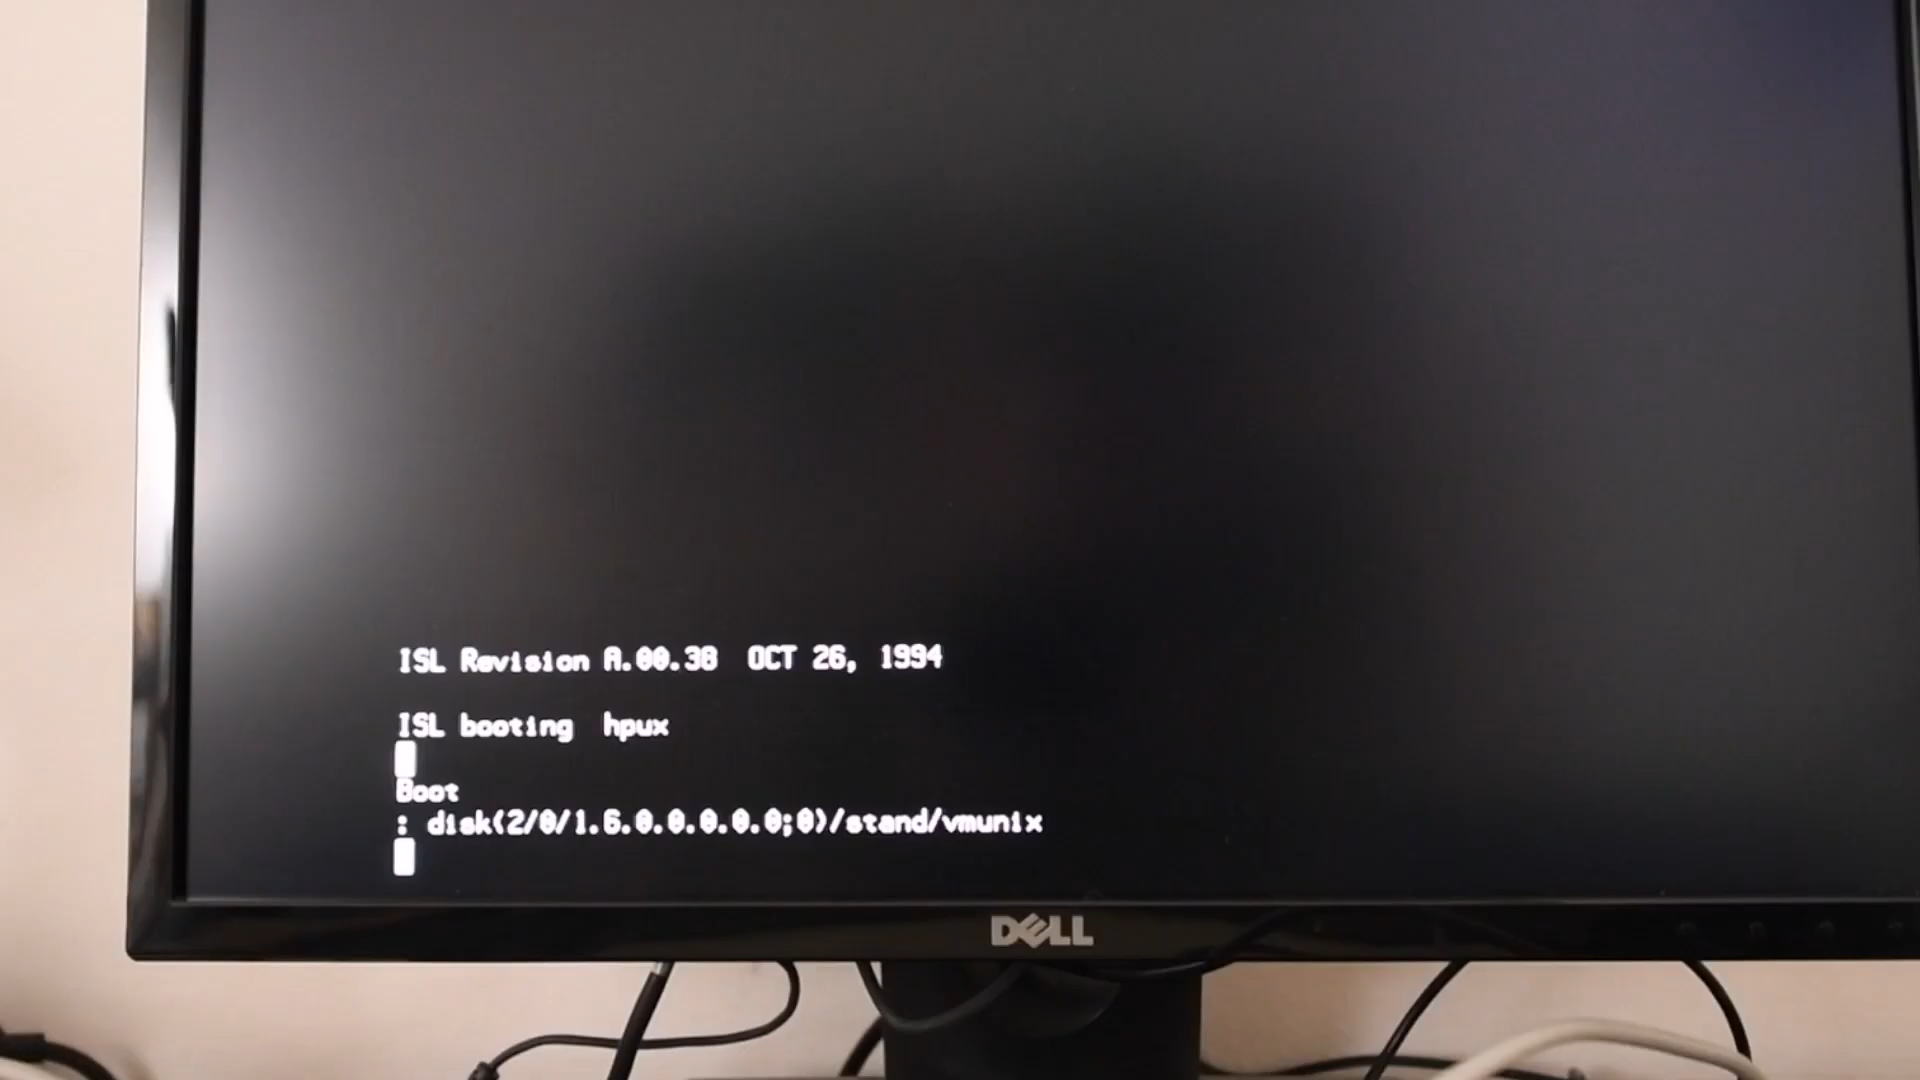 ISL Revision A.00.38  OCT 26, 1994
ISL booting  hpux
Boot
: disk(2/0/1.6.0.0.0.0.0;0)/stand/vmunix
DELL